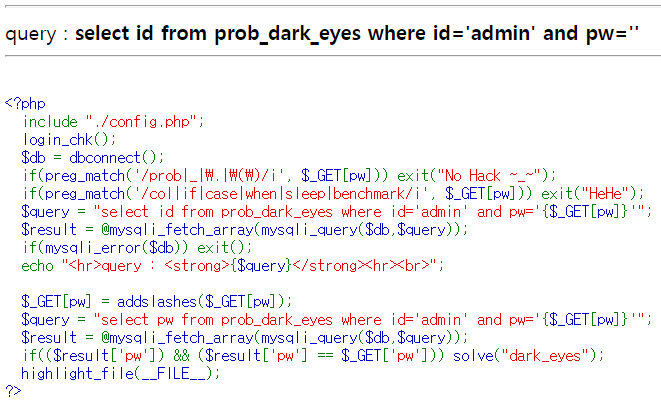 query : select id from prob_dark_eyes where id='admin' and pw=''
<?php
include "./config.php";
login_chk();
$db = dbconnect();
if(preg_match('/prob|_|₩.|₩(₩)/i', $_GET[pw])) exit("No Hack ~_~");
if(preg_match('/col|if|case|when|sleep|benchmark/i', $_GET[pw])) exit("HeHe");
$query = "select id from prob_dark_eyes where id='admin' and pw='{$_GET[pw]}'";
$result = @mysqli_fetch_array(mysqli_query($db,$query));
if(mysqli_error($db)) exit();
echo "<hr>query : <strong>{$query}</strong><hr><br>";
$_GET[pw] = addslashes($_GET[pw]);
$query = "select pw from prob_dark_eyes where id='admin' and pw='{$_GET[pw]}'";
$result = @mysqli_fetch_array(mysqli_query($db,$query));
if(($result['pw']) && ($result['pw'] == $_GET['pw'])) solve("dark_eyes");
highlight_file(__FILE__);
?>